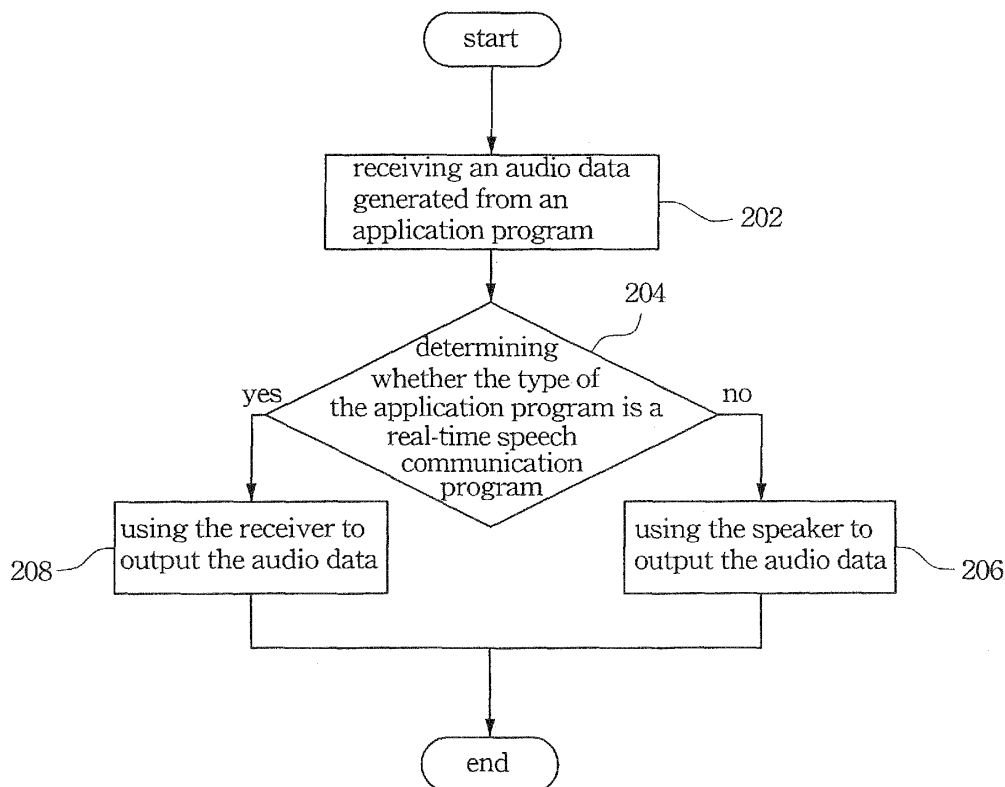 start
receiving an audio data
generated from an
application program
202
204
determining
whether the type of
the application program is a
real-time speech
communication
program
yes
no
using the receiver to
output the audio data
208
using the speaker to
output the audio data
206
end